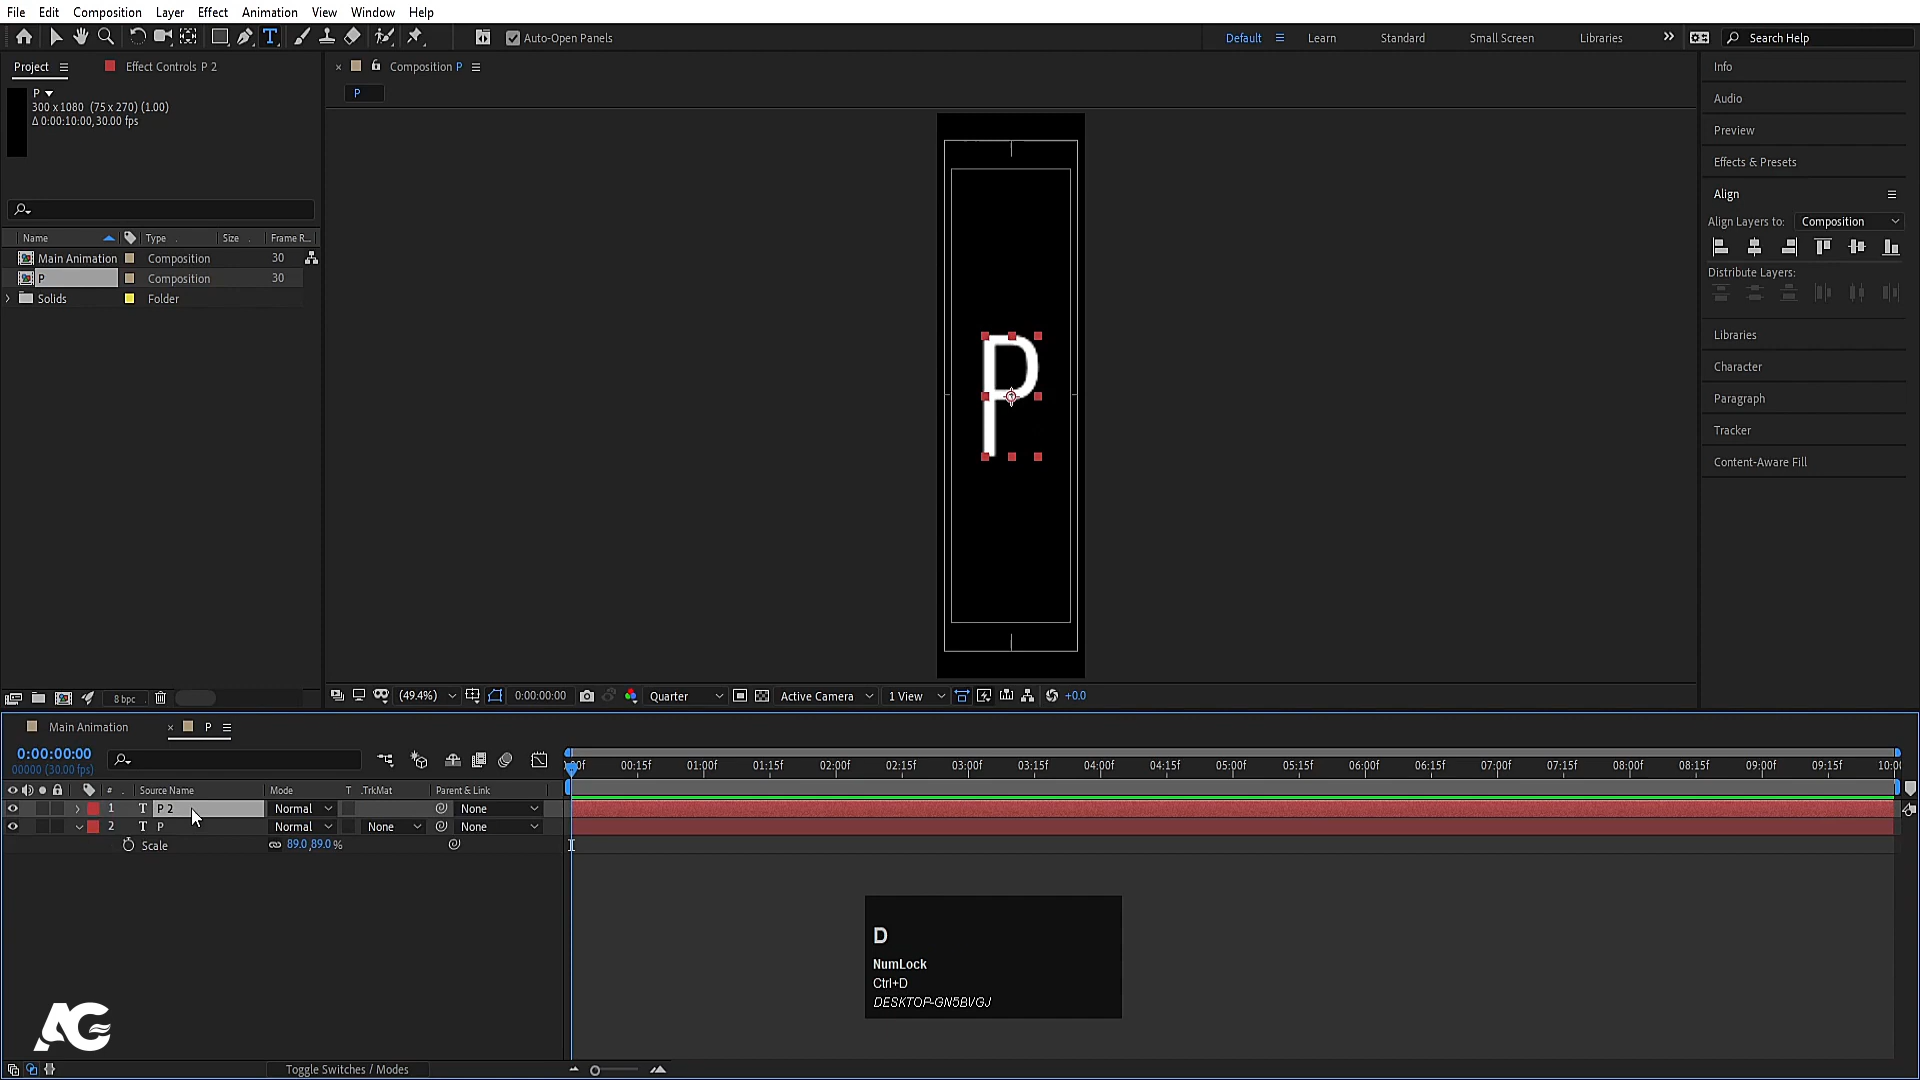 File Edit Composition Layer Effect Animation View Window Help
Auto-Open Panels Default Learn Standard Small Screen Libraries Search Help
Project Effect Controls P 2
Composition P
P
300 x 1080 (75 x 270) (1.00)
Δ 0:00:10:00, 30.00 fps
P
Name Type Size Frame R...
Main Animation Composition 30
P Composition 30
Solids Folder
P
Info
Audio
Preview
Effects & Presets
Align
Align Layers to: Composition
Distribute Layers:
Libraries
Character
Paragraph
Tracker
Content-Aware Fill
8 bpc
(49.4%) 0:00:00:00 Quarter Active Camera 1 View +0.0
Main Animation P
0:00:00:00
00000 (30.00 fps)
00f 00:15f 01:00f 01:15f 02:00f 02:15f 03:00f 03:15f 04:00f 04:15f 05:00f 05:15f 06:00f 06:15f 07:00f 07:15f 08:00f 08:15f 09:00f 09:15f 10:00
# Source Name Mode T .TrkMat Parent & Link
1 T P 2 Normal None
2 T P Normal None None
Scale 89.0,89.0%
D
NumLock
Ctrl+D
DESKTOP-GN5BVGJ
AG
Toggle Switches / Modes